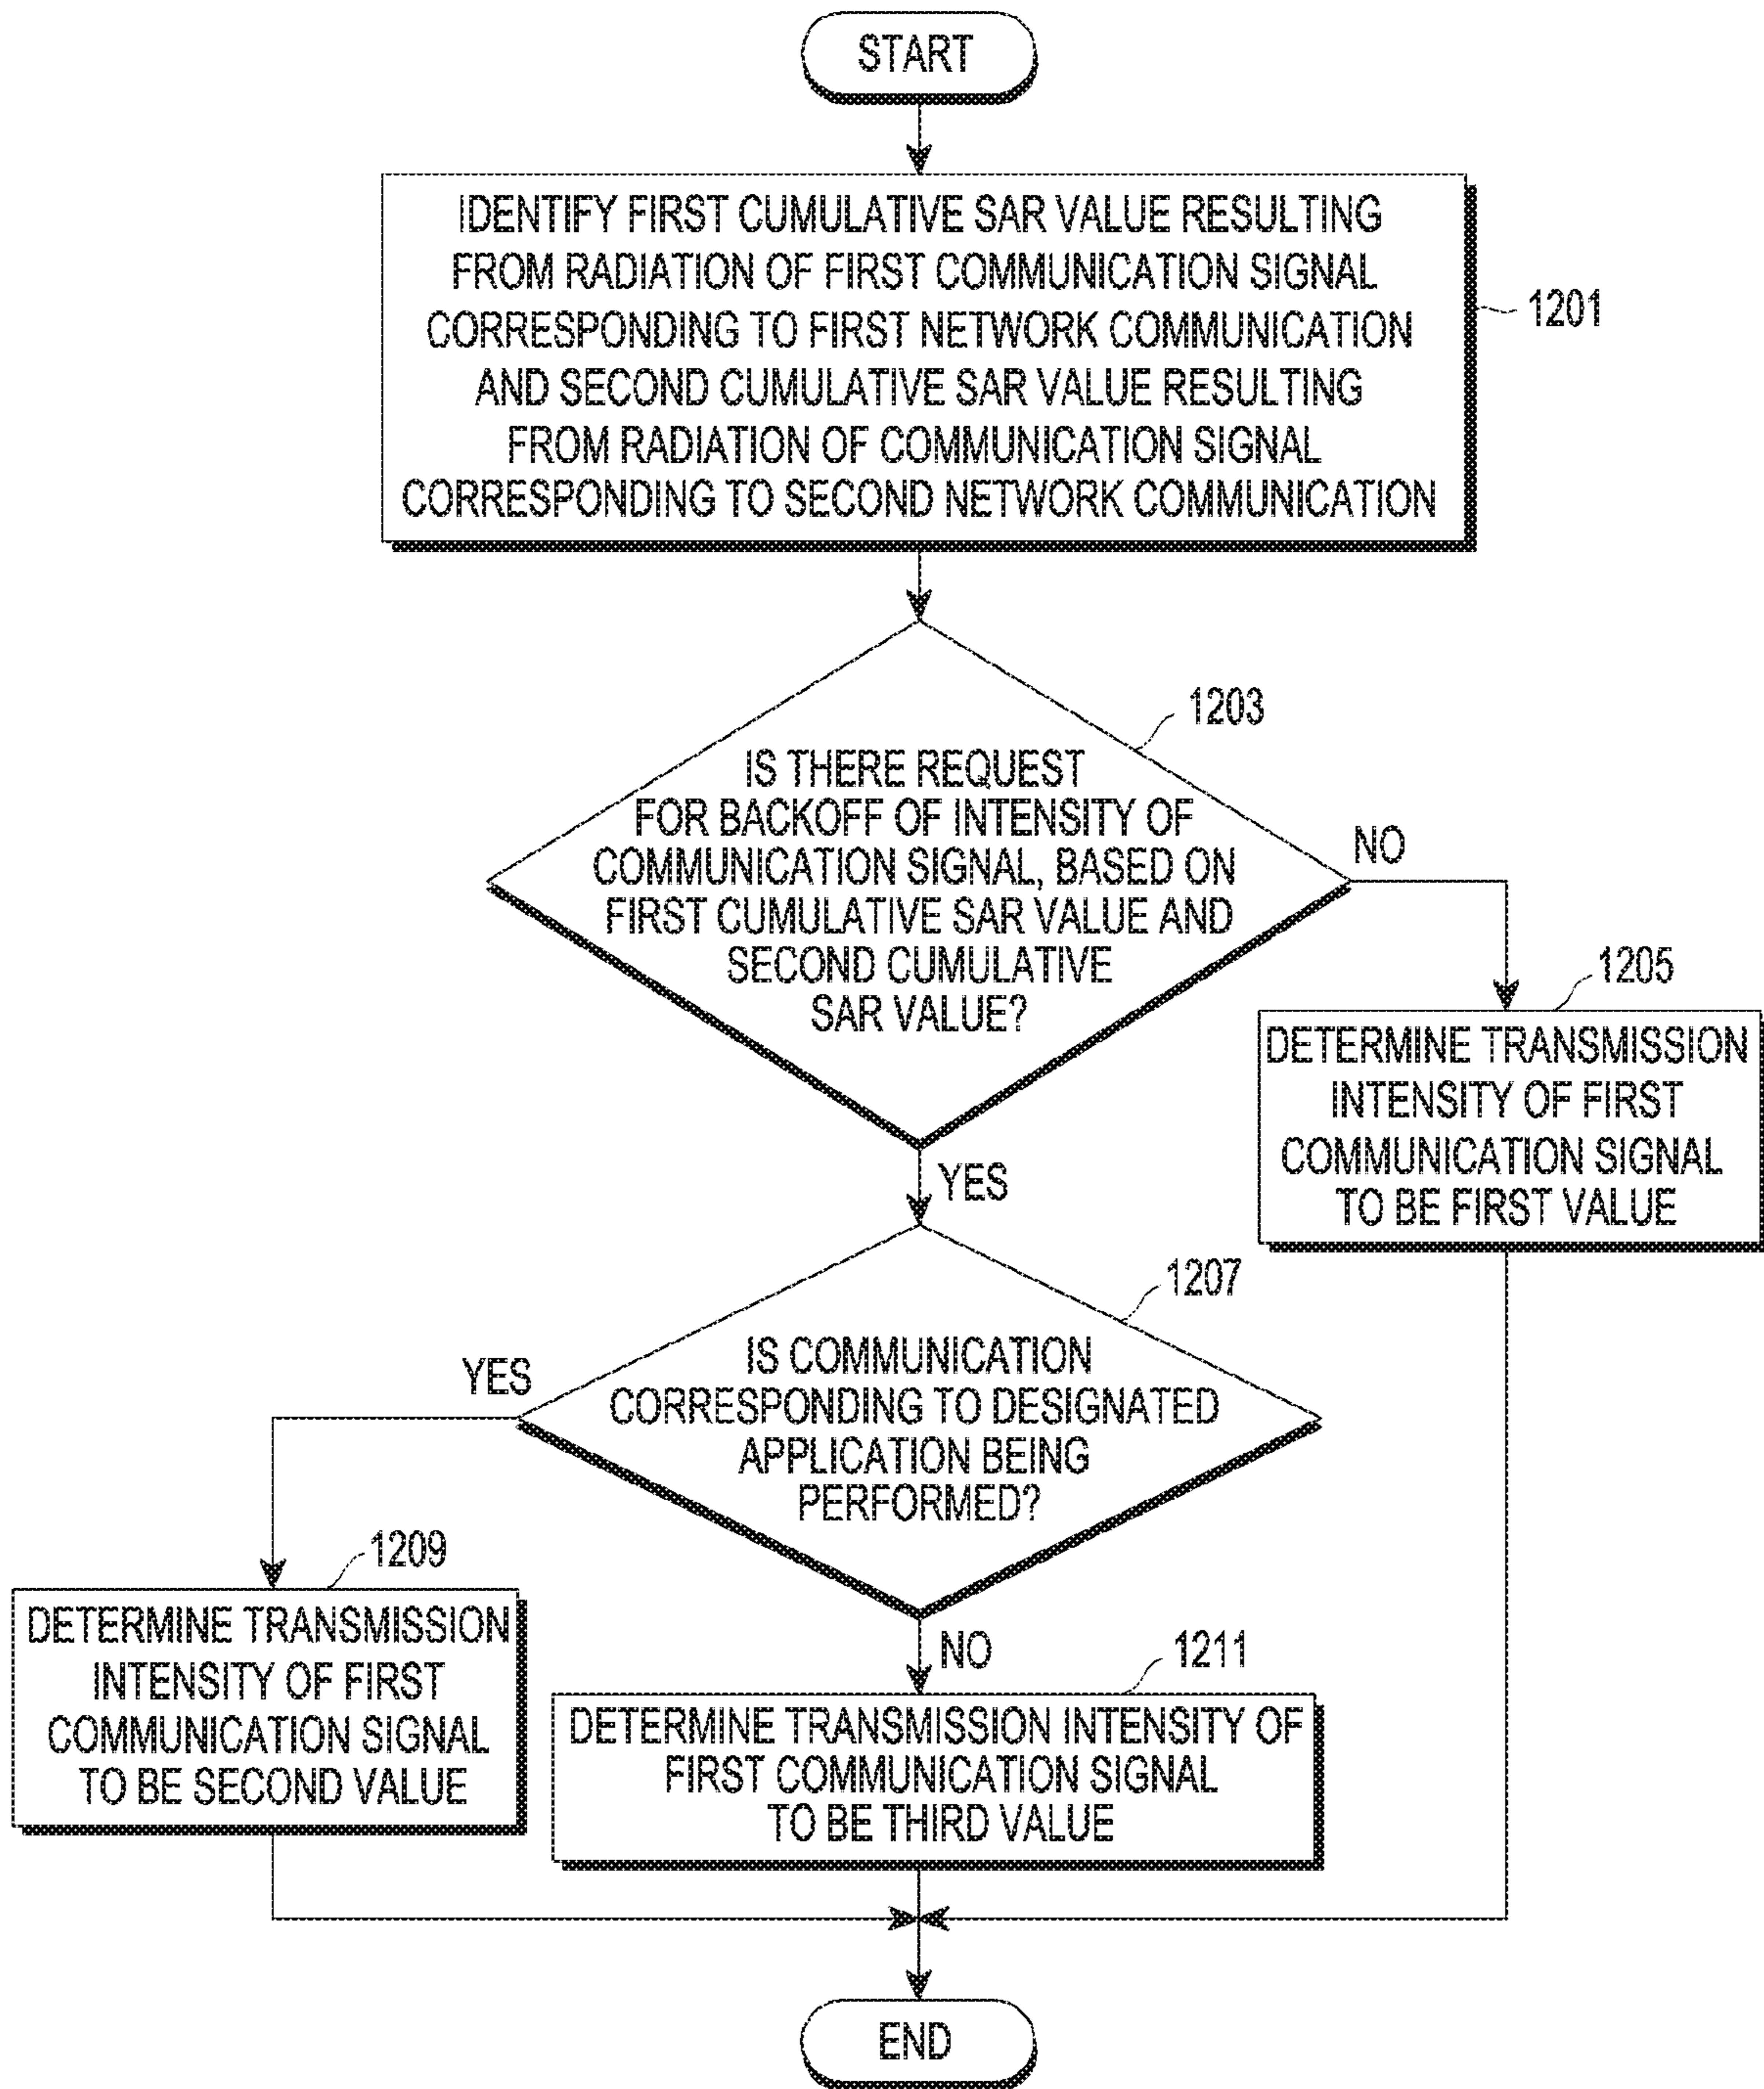 START
IDENTIFY FIRST CUMULATIVE SAR VALUE RESULTING
FROM RADIATION OF FIRST COMMUNICATION SIGNAL
CORRESPONDING TO FIRST NETWORK COMMUNICATION
AND SECOND CUMULATIVE SAR VALUE RESULTING
FROM RADIATION OF COMMUNICATION SIGNAL
CORRESPONDING TO SECOND NETWORK COMMUNICATION
1201
1203
IS THERE REQUEST
FOR BACKOFF OF INTENSITY OF
COMMUNICATION SIGNAL, BASED ON
FIRST CUMULATIVE SAR VALUE AND
SECOND CUMULATIVE
SAR VALUE?
NO
YES
1205
DETERMINE TRANSMISSION
INTENSITY OF FIRST
COMMUNICATION SIGNAL
TO BE FIRST VALUE
1207
IS COMMUNICATION
CORRESPONDING TO DESIGNATED
APPLICATION BEING
PERFORMED?
YES
NO
1209
DETERMINE TRANSMISSION
INTENSITY OF FIRST
COMMUNICATION SIGNAL
TO BE SECOND VALUE
1211
DETERMINE TRANSMISSION INTENSITY OF
FIRST COMMUNICATION SIGNAL
TO BE THIRD VALUE
END